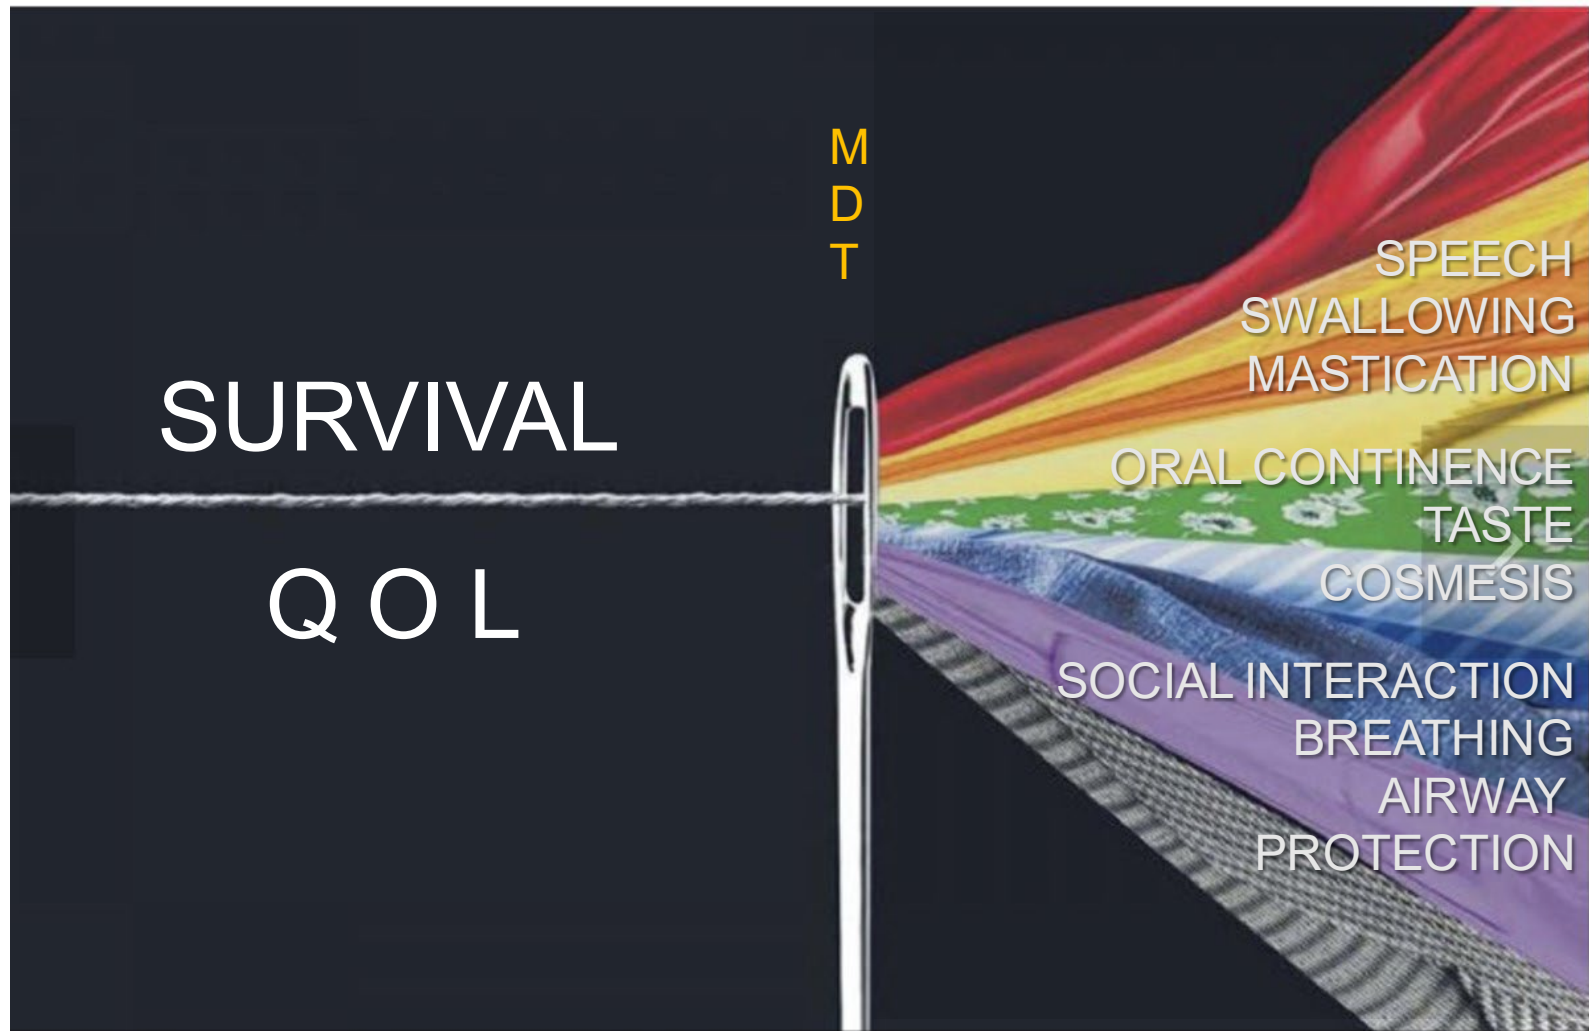 M
D
T
SURVIVAL
Q O L
SPEECH
SWALLOWING
MASTICATION
ORAL CONTINENCE
TASTE
COSMESIS
SOCIAL INTERACTION
BREATHING
AIRWAY
PROTECTION